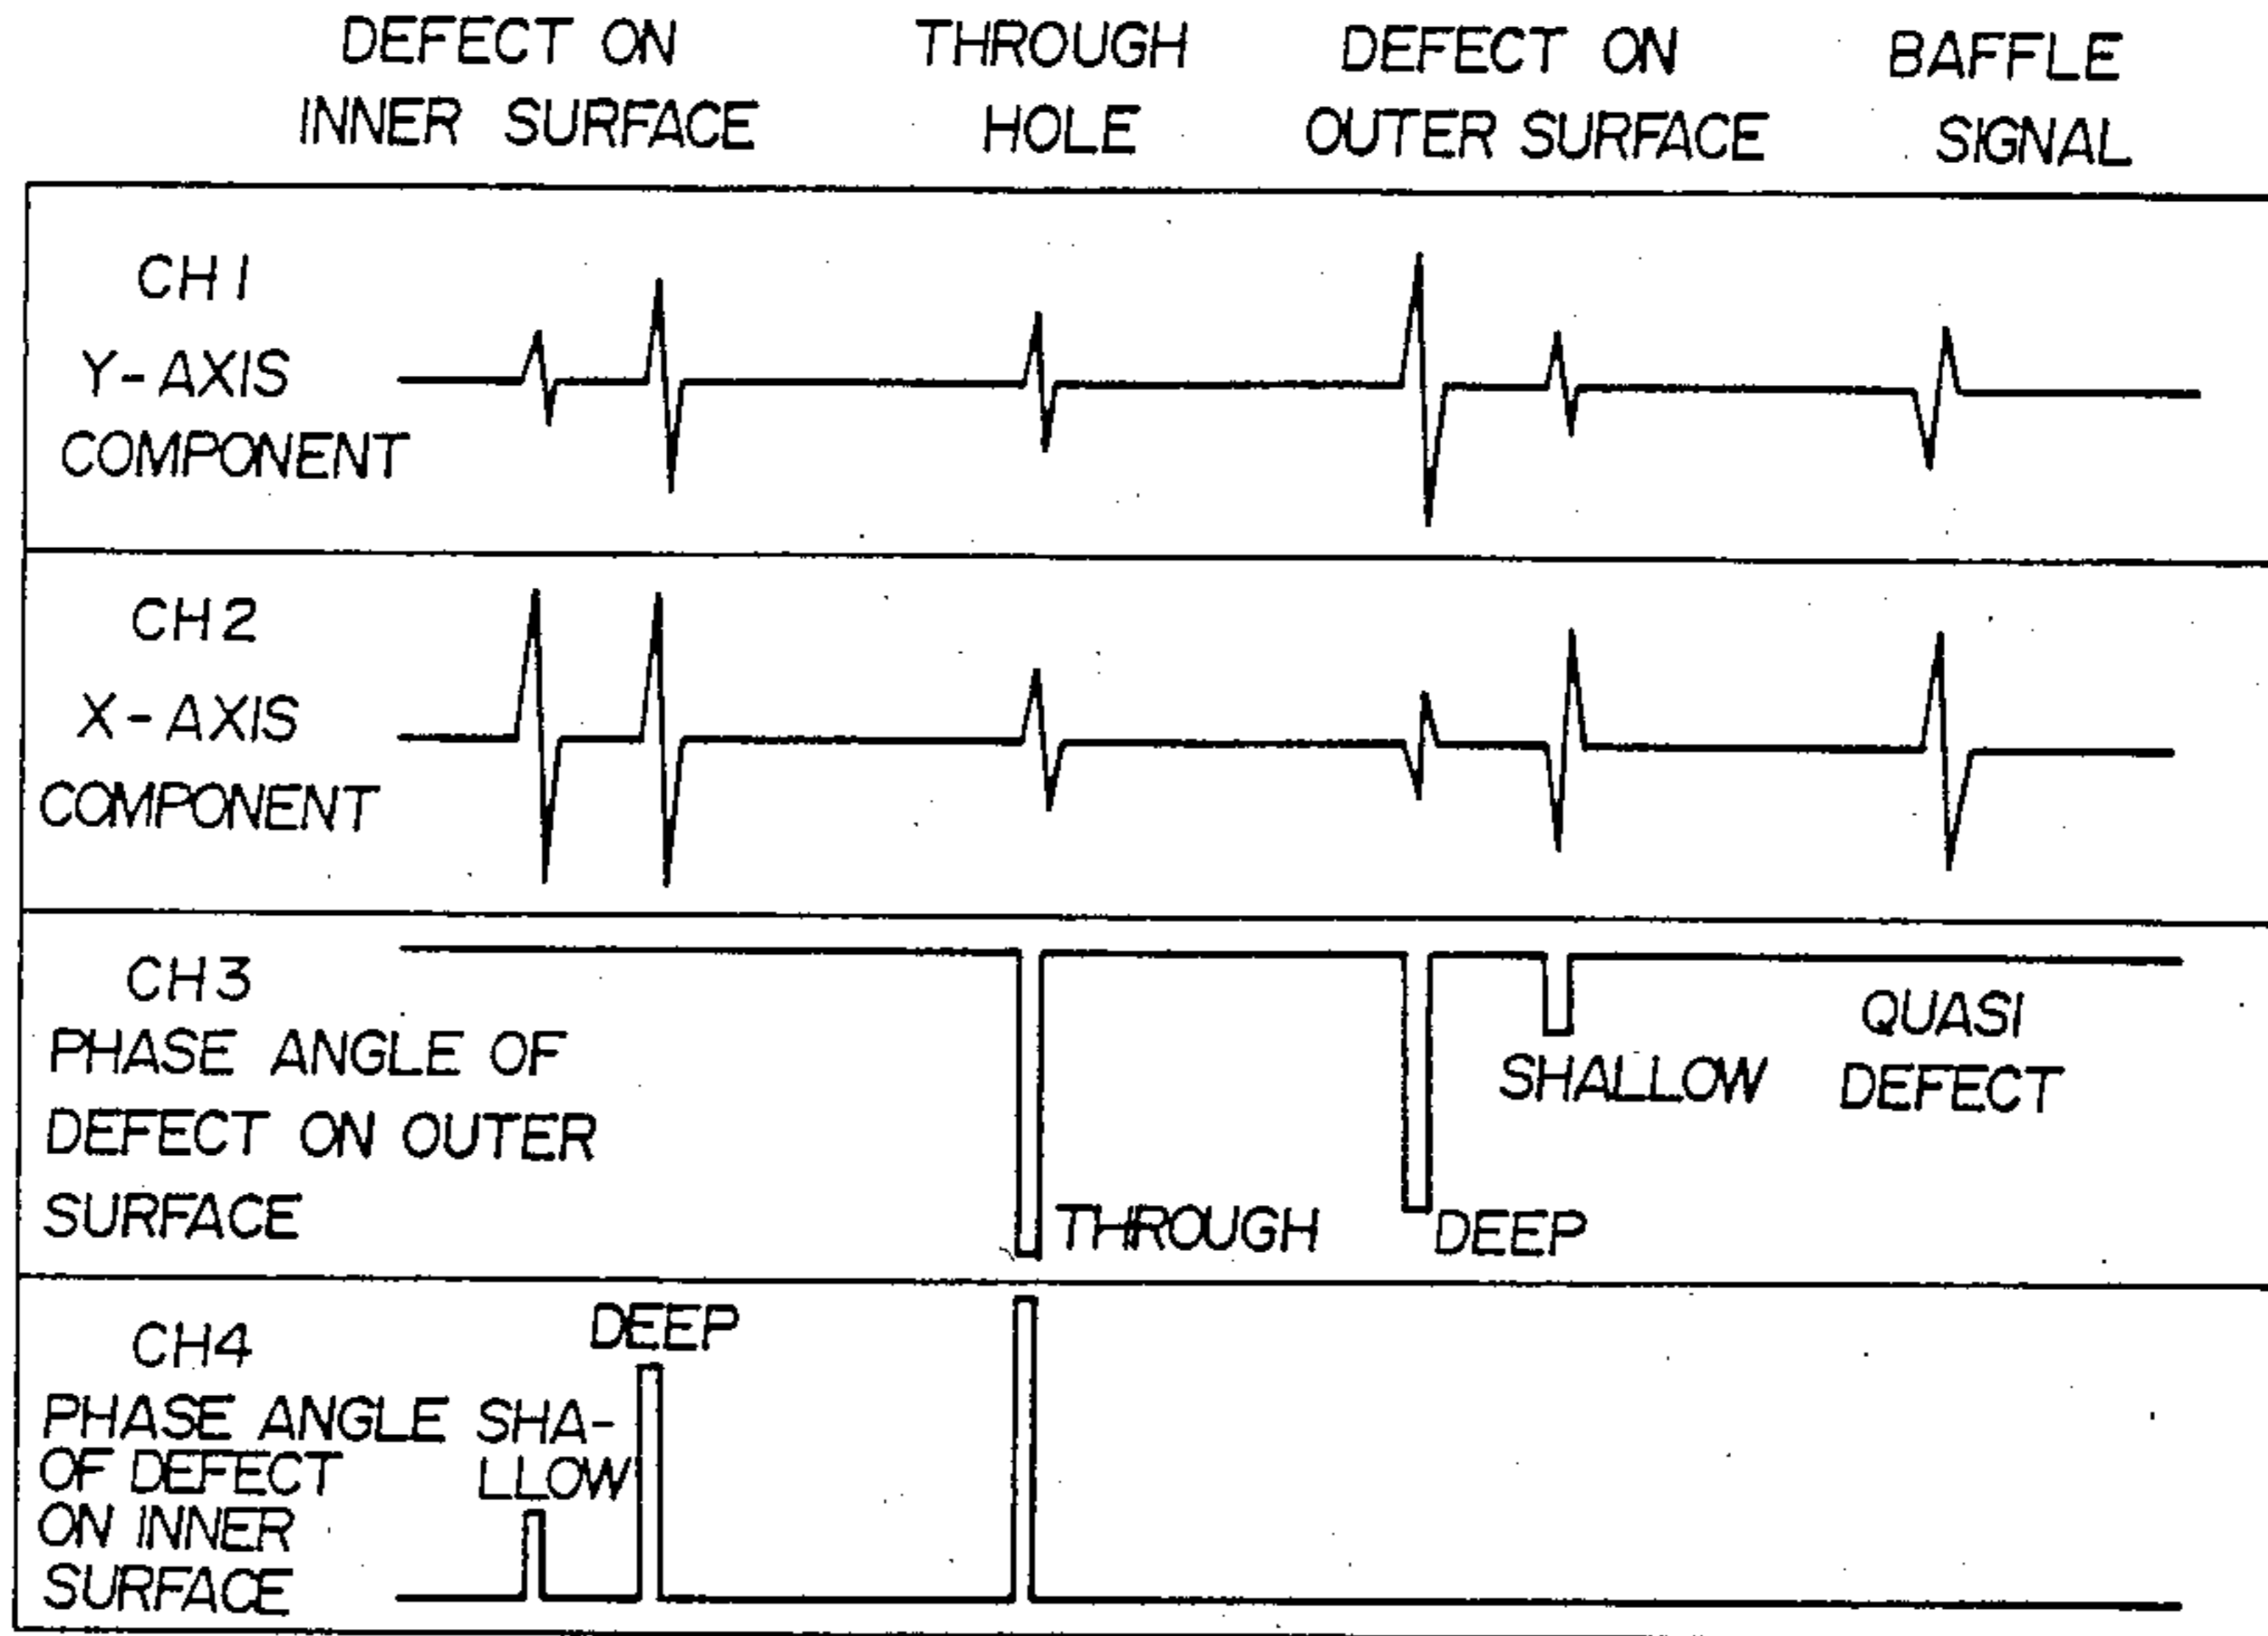 DEFECT ON
INNER SURFACE
THROUGH
HOLE
DEFECT ON
OUTER SURFACE
BAFFLE
SIGNAL
CH1
Y-AXIS
COMPONENT
CH2
X-AXIS
COMPONENT
CH3
PHASE ANGLE OF
DEFECT ON OUTER
SURFACE
THROUGH
DEEP
SHALLOW
QUASI
DEFECT
CH4
PHASE ANGLE
OF DEFECT
ON INNER
SURFACE
SHA-
LLOW
DEEP